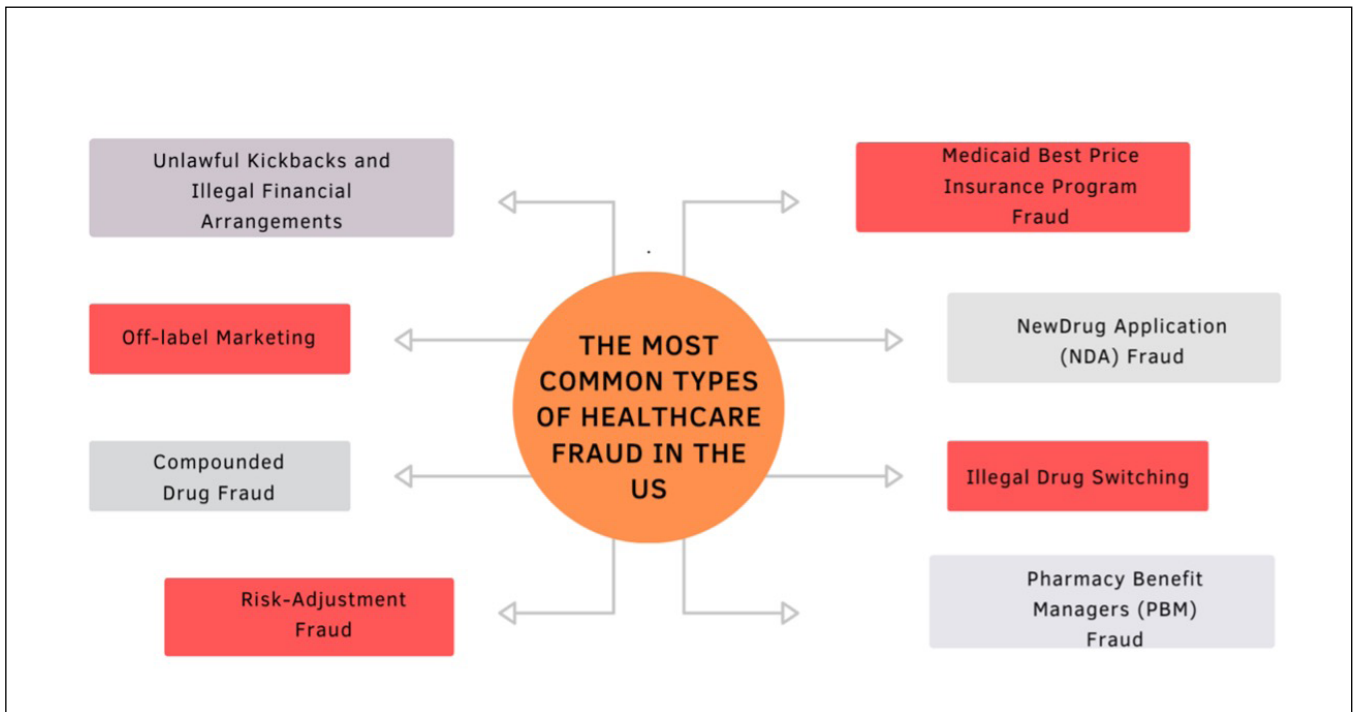 Unlawful Kickbacks and
Illegal Financial
Arrangements
Medicaid Best Price
Insurance Program
Fraud
Off-label Marketing
NewDrug Application
(NDA) Fraud
THE MOST
COMMON TYPES
OF HEALTHCARE
FRAUD IN THE
US
Compounded
Drug Fraud
Illegal Drug Switching
Risk-Adjustment
Fraud
Pharmacy Benefit
Managers (PBM)
Fraud